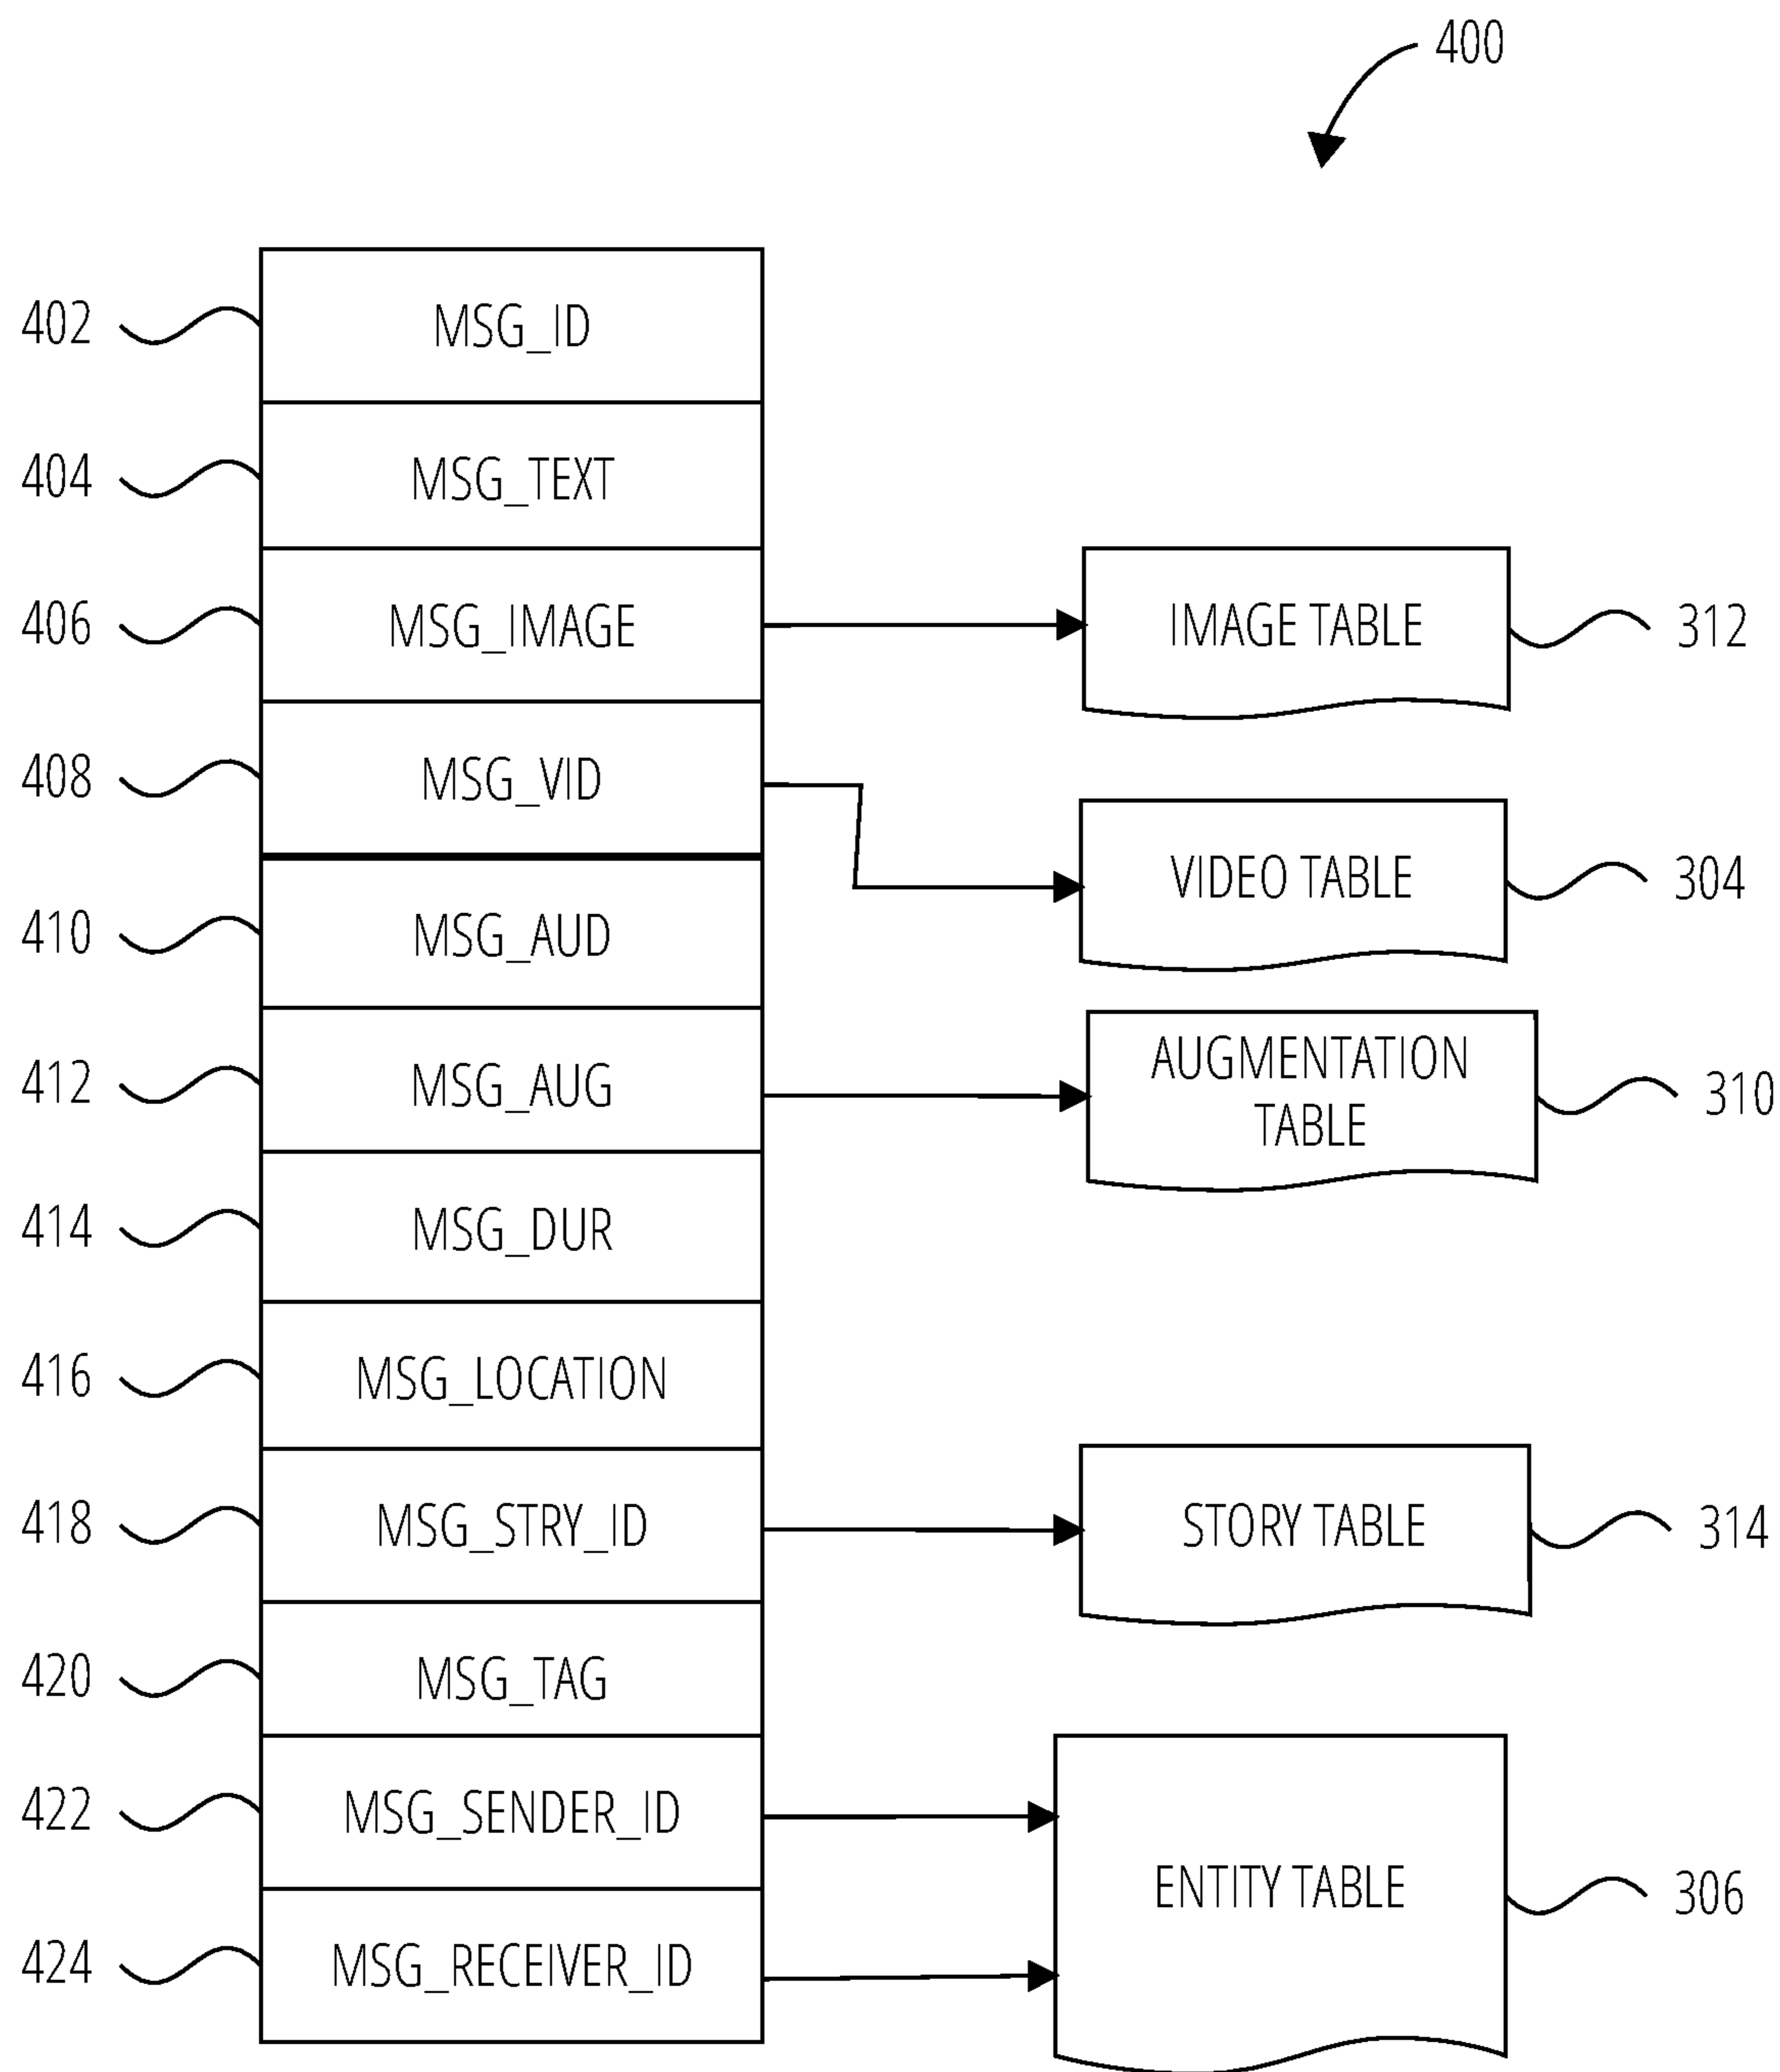 400
402 MSG_ID
404 MSG_TEXT
406 MSG_IMAGE IMAGE TABLE 312
408 MSG_VID VIDEO TABLE 304
410 MSG_AUD
412 MSG_AUG AUGMENTATION TABLE 310
414 MSG_DUR
416 MSG_LOCATION
418 MSG_STRY_ID STORY TABLE 314
420 MSG_TAG
422 MSG_SENDER_ID
ENTITY TABLE 306
424 MSG_RECEIVER_ID